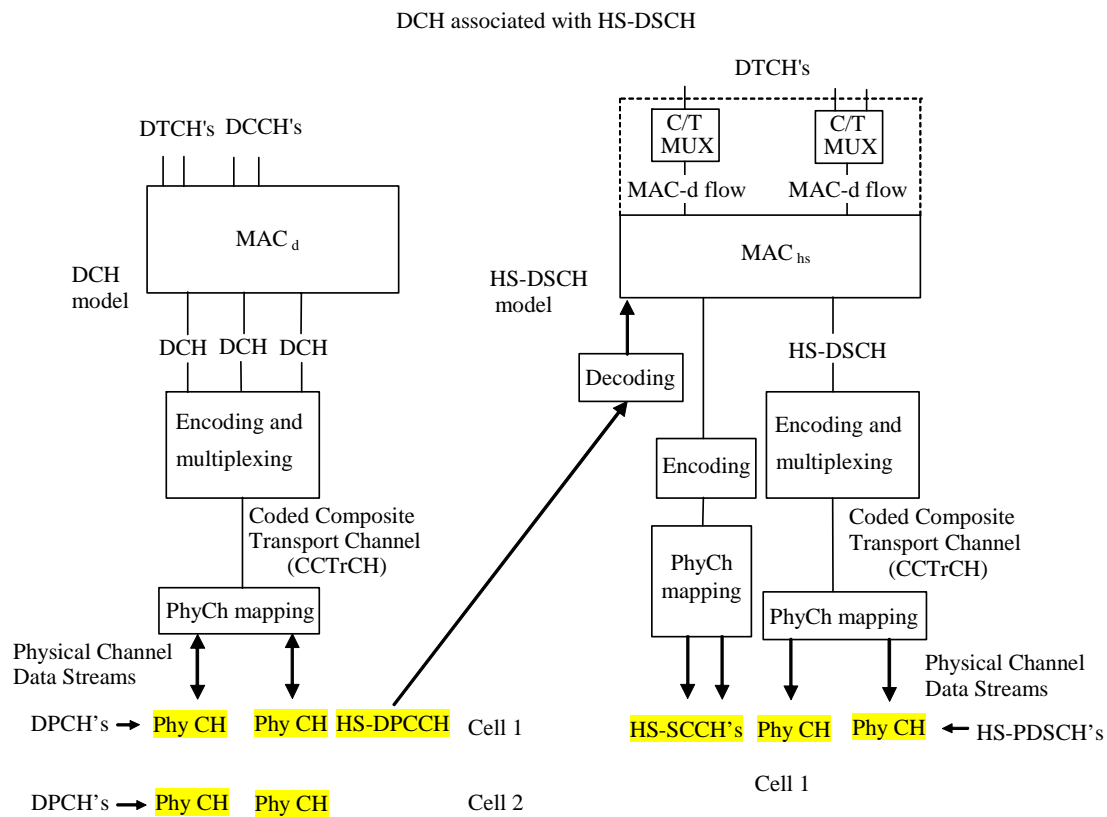 DCH associated with HS-DSCH
DTCH's
DTCH's
DCCH's
C/T
MUX
C/T
MUX
MAC-d flow
MAC-d flow
MAC d
MAC hs
DCH
model
HS-DSCH
model
DCH
DCH
DCH
HS-DSCH
Decoding
Encoding and
multiplexing
Encoding
Encoding and
multiplexing
Coded Composite
Transport Channel
(CCTrCH)
Coded Composite
Transport Channel
(CCTrCH)
PhyCh
mapping
PhyCh mapping
PhyCh mapping
Physical Channel
Data Streams
Physical Channel
Data Streams
DPCH's
Phy CH
Phy CH
HS-DPCCH
Cell 1
HS-SCCH's
Phy CH
Phy CH
HS-PDSCH's
Cell 1
DPCH's
Phy CH
Phy CH
Cell 2